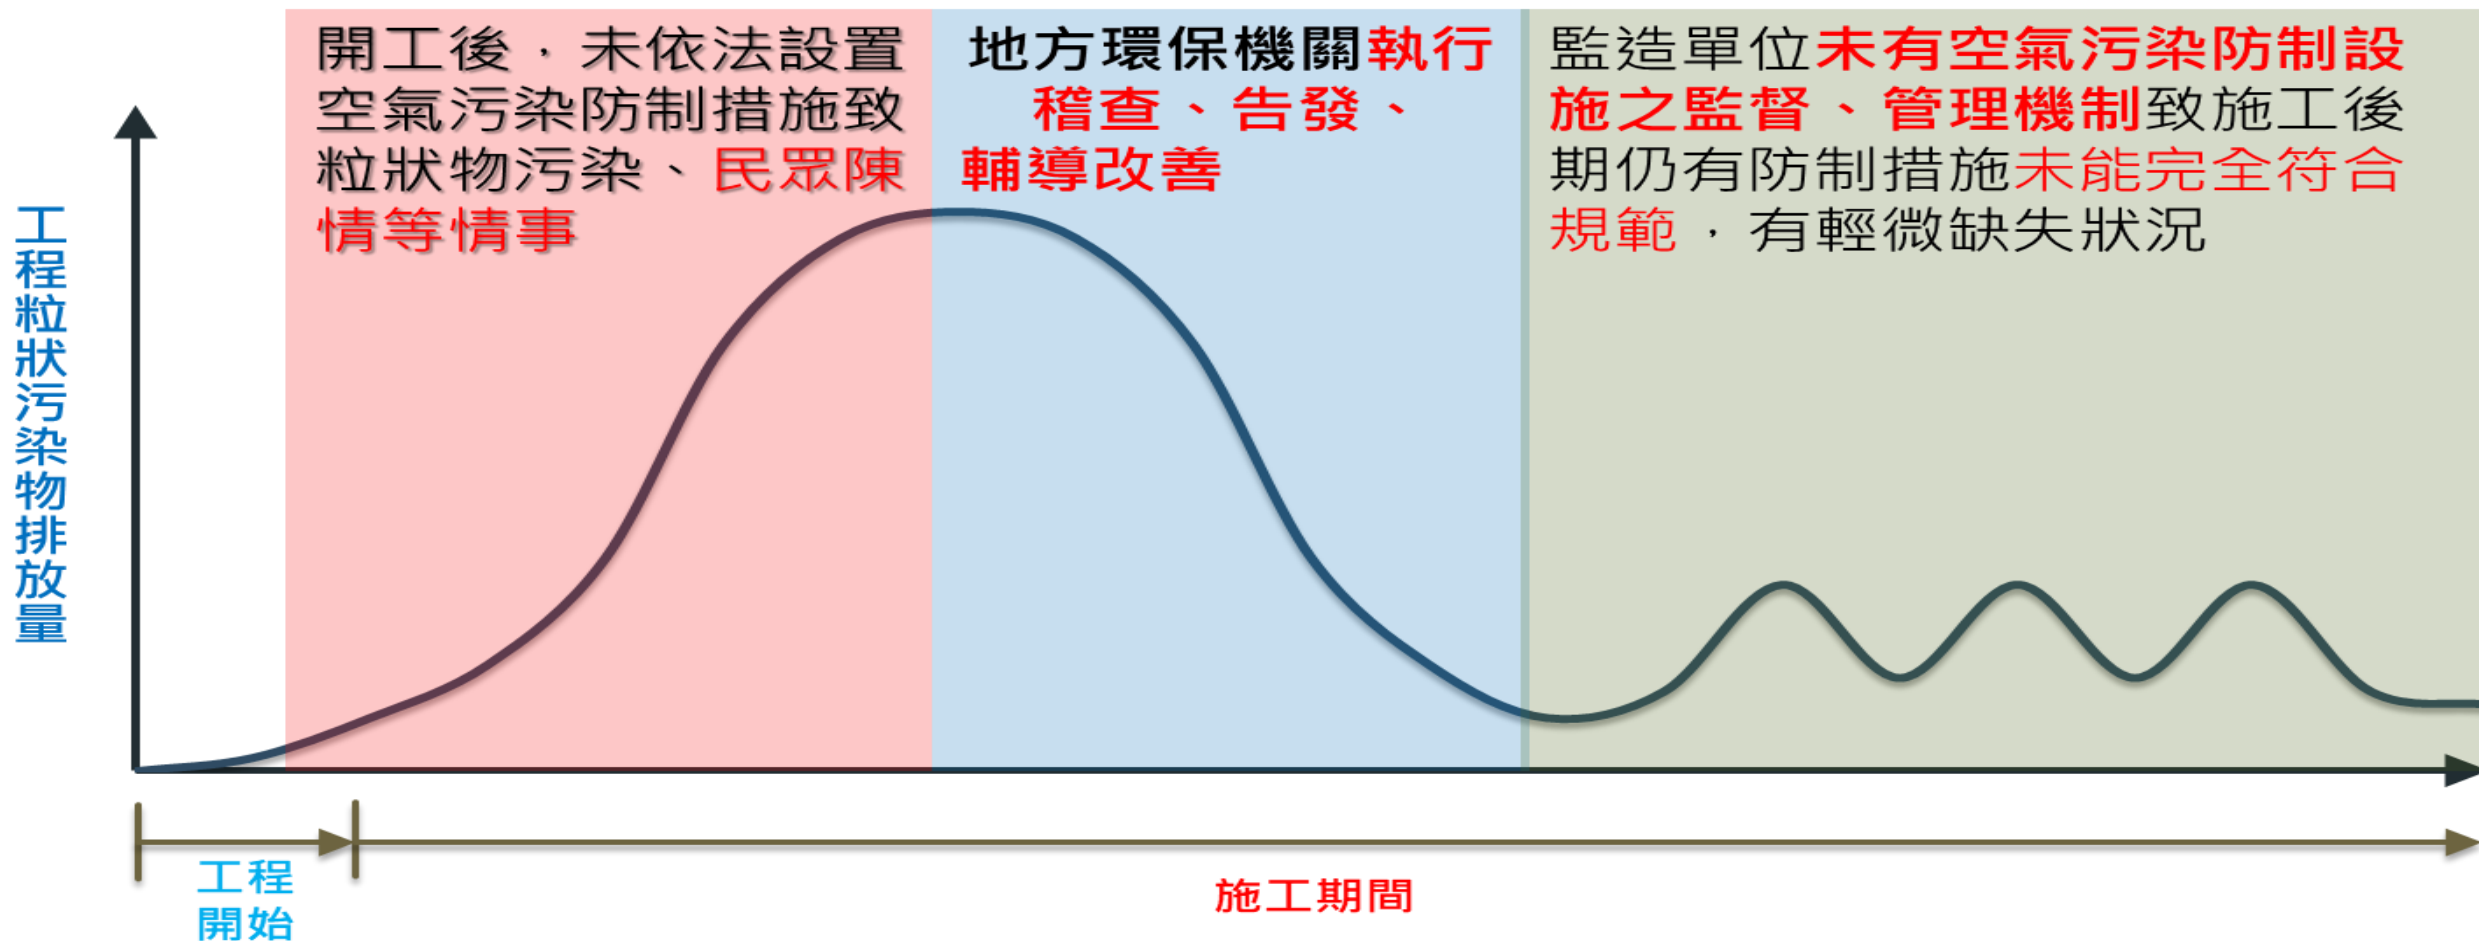 開工後，未依法設置
空氣污染防制措施致
粒狀物污染、民眾陳
情等情事
地方環保機關執行
稽查、告發、
輔導改善
監造單位未有空氣污染防制設
施之監督、管理機制致施工後
期仍有防制措施未能完全符合
規範，有輕微缺失狀況
工程粒狀污染物排放量
工程
開始
施工期間